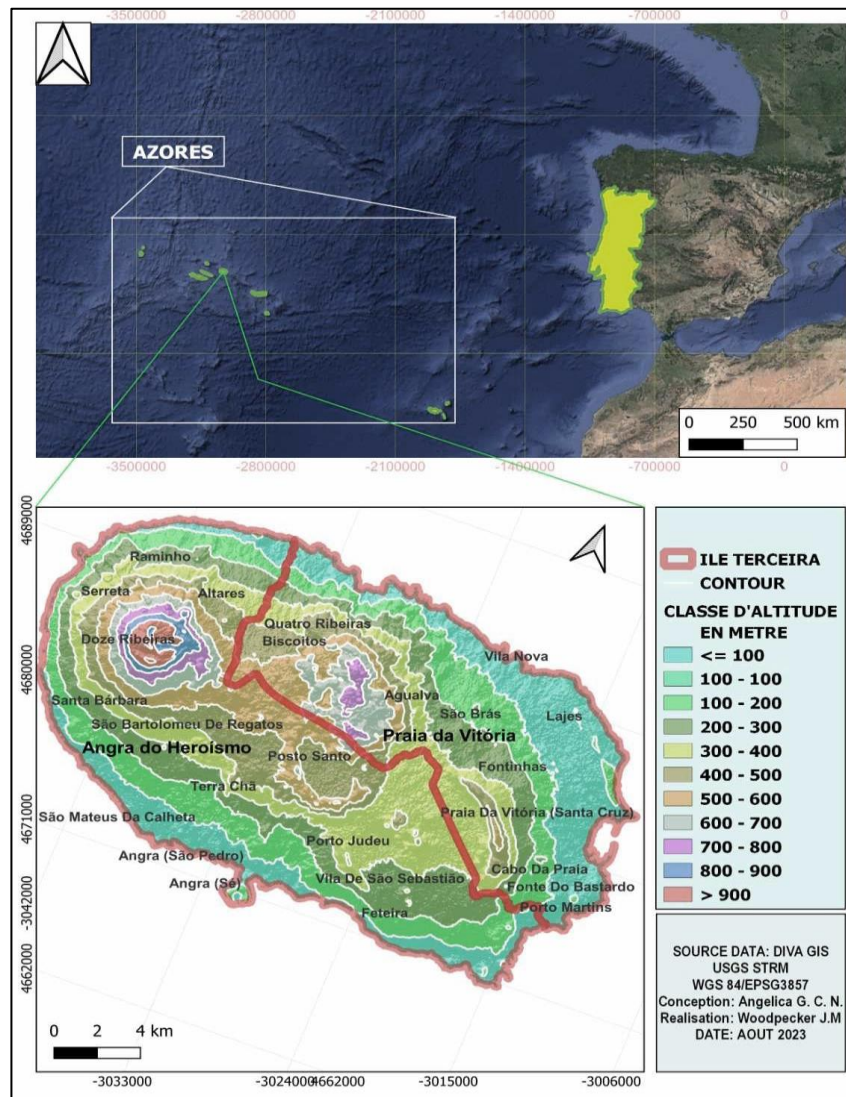 -3500000 -2800000 -2100000 -1400000 -700000 0
AZORES
0 250 500 km
-3500000 -2800000 -2100000 -1400000 -700000 0
4689000
4680000
4671000
-3042000
4662000
Raminho
Serreta
Altares
Doze Ribeiras
Quatro Ribeiras
Biscoitos
Vila Nova
Santa Bárbara
Agualva
São Brás
Lajes
São Bartolomeu De Regatos
Praia da Vitória
Angra do Heroísmo
Posto Santo
Fontinhas
Terra Chã
São Mateus Da Calheta
Praia Da Vitória (Santa Cruz)
Porto Judeu
Angra (São Pedro)
Cabo Da Praia
Vila De São Sebastião
Angra (Sé)
Fonte Do Bastardo
Feteira
Porto Martins
0 2 4 km
-3033000 -3024000 4662000 -3015000 -3006000
ILE TERCEIRA
CONTOUR
CLASSE D'ALTITUDE
EN METRE
<= 100
100 - 100
100 - 200
200 - 300
300 - 400
400 - 500
500 - 600
600 - 700
700 - 800
800 - 900
> 900
SOURCE DATA: DIVA GIS
USGS STRM
WGS 84/EPSG3857
Conception: Angelica G. C. N.
Realisation: Woodpecker J.M
DATE: AOUT 2023